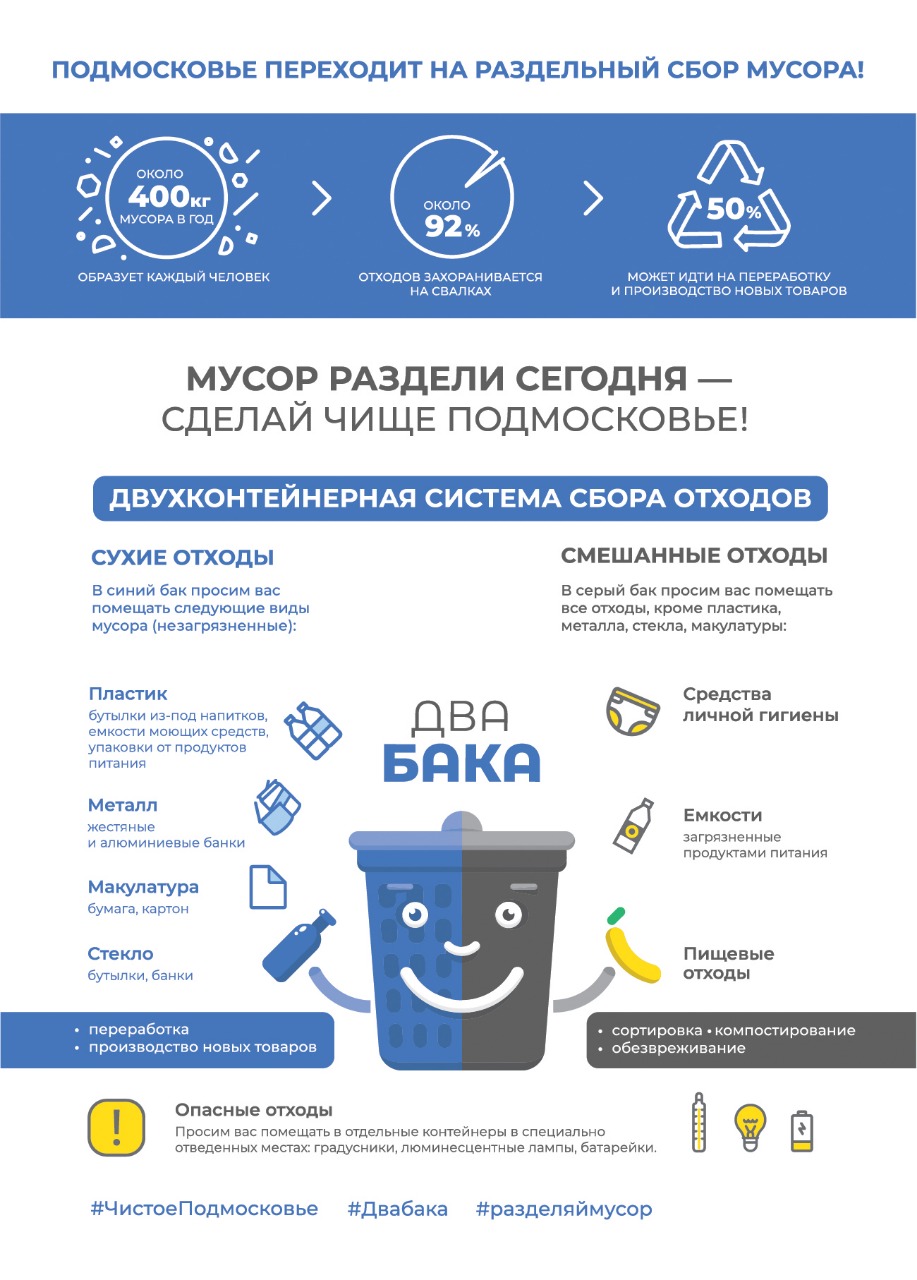 ПОДМОСКОВЬЕ ПЕРЕХОДИТ НА РАЗДЕЛЬНЫЙ СБОР МУСОРА!
ОКОЛО
400кг
МУСОРА В ГОД
ОБРАЗУЕТ КАЖДЫЙ ЧЕЛОВЕК
ОКОЛО
92%
ОТХОДОВ ЗАХОРАНИВАЕТСЯ
НА СВАЛКАХ
50%
МОЖЕТ ИДТИ НА ПЕРЕРАБОТКУ
И ПРОИЗВОДСТВО НОВЫХ ТОВАРОВ
МУСОР РАЗДЕЛИ СЕГОДНЯ —
СДЕЛАЙ ЧИЩЕ ПОДМОСКОВЬЕ!
ДВУХКОНТЕЙНЕРНАЯ СИСТЕМА СБОРА ОТХОДОВ
СУХИЕ ОТХОДЫ
В синий бак просим вас
помещать следующие виды
мусора (незагрязненные):
Пластик
бутылки из-под напитков,
емкости моющих средств,
упаковки от продуктов
питания
Металл
жестяные
и алюминиевые банки
Макулатура
бумага, картон
Стекло
бутылки, банки
• переработка
• производство новых товаров
ДВА
БАКА
СМЕШАННЫЕ ОТХОДЫ
В серый бак просим вас помещать
все отходы, кроме пластика,
металла, стекла, макулатуры:
Средства
личной гигиены
Емкости
загрязненные
продуктами питания
Пищевые
отходы
• сортировка • компостирование
• обезвреживание
!
Опасные отходы
Просим вас помещать в отдельные контейнеры в специально
отведенных местах: градусники, люминесцентные лампы, батарейки.
#ЧистоеПодмосковье #Двабака #разделяймусор